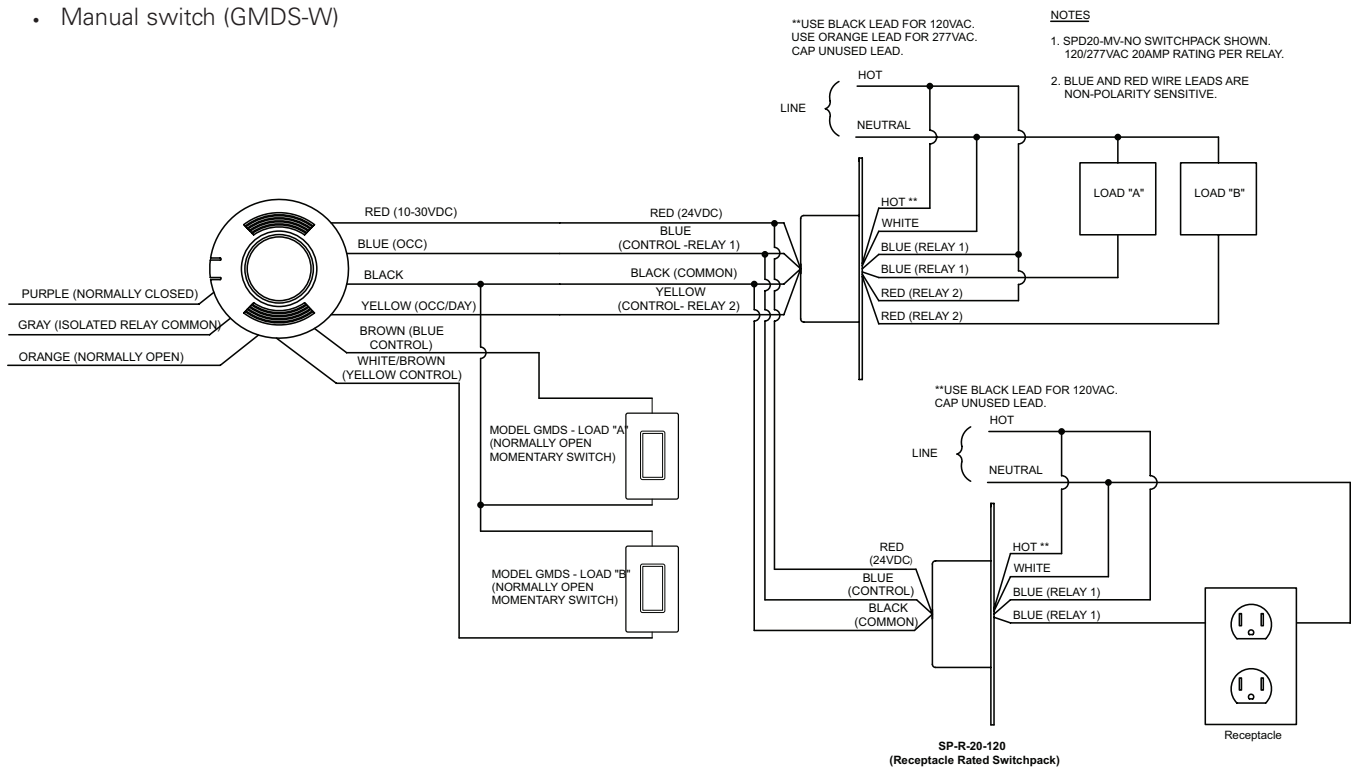 • Manual switch (GMDS-W)
**USE BLACK LEAD FOR 120VAC.
USE ORANGE LEAD FOR 277VAC.
CAP UNUSED LEAD.
NOTES
1. SPD20-MV-NO SWITCHPACK SHOWN.
120/277VAC 20AMP RATING PER RELAY.
2. BLUE AND RED WIRE LEADS ARE
NON-POLARITY SENSITIVE.
HOT
LINE
NEUTRAL
LOAD "A"
LOAD "B"
HOT **
WHITE
BLUE (RELAY 1)
BLUE (RELAY 1)
RED (RELAY 2)
RED (RELAY 2)
RED (10-30VDC)
RED (24VDC)
BLUE (OCC)
BLUE
(CONTROL -RELAY 1)
BLACK
BLACK (COMMON)
YELLOW (OCC/DAY)
YELLOW
(CONTROL- RELAY 2)
PURPLE (NORMALLY CLOSED)
GRAY (ISOLATED RELAY COMMON)
ORANGE (NORMALLY OPEN)
BROWN (BLUE
CONTROL)
WHITE/BROWN
(YELLOW CONTROL)
MODEL GMDS - LOAD "A"
(NORMALLY OPEN
MOMENTARY SWITCH)
MODEL GMDS - LOAD "B"
(NORMALLY OPEN
MOMENTARY SWITCH)
**USE BLACK LEAD FOR 120VAC.
CAP UNUSED LEAD.
HOT
LINE
NEUTRAL
RED
(24VDC)
BLUE
(CONTROL)
BLACK
(COMMON)
HOT **
WHITE
BLUE (RELAY 1)
BLUE (RELAY 1)
Receptacle
SP-R-20-120
(Receptacle Rated Switchpack)